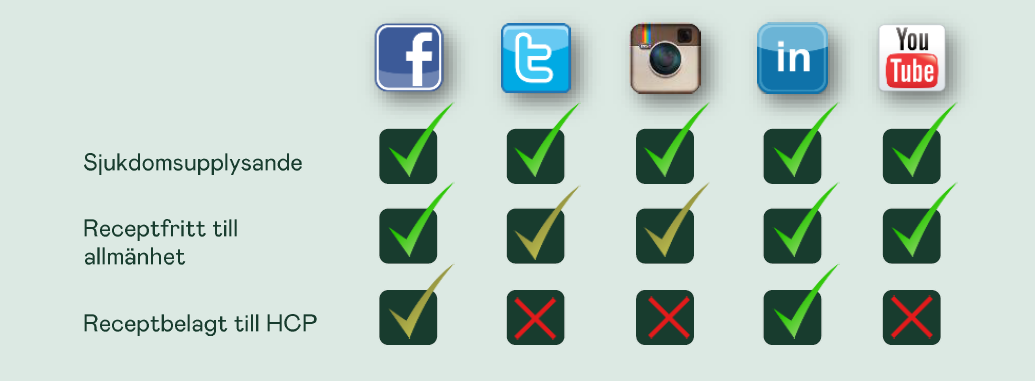 f
t
in
You
Tube
Sjukdomsupplysande
Receptfritt till
allmänhet
Receptbelagt till HCP